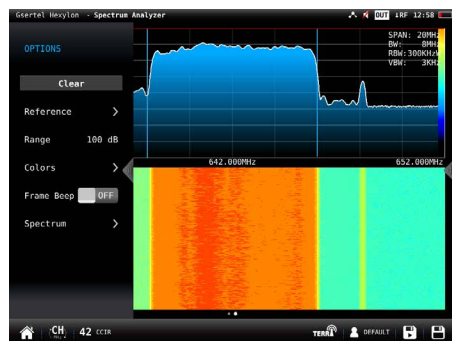 Gsertel Hexylon - Spectrum Analyzer
OUT RF 12:58
OPTIONS
Clear
Reference
Range 100 dB
Colors
Frame Beep OFF
Spectrum
SPAN: 20MHz
BW: 8MHz
RBW:300KHz
VBW: 3KHz
642.000MHz 652.000MHz
CH
42 CCIR
TERR
DEFAULT